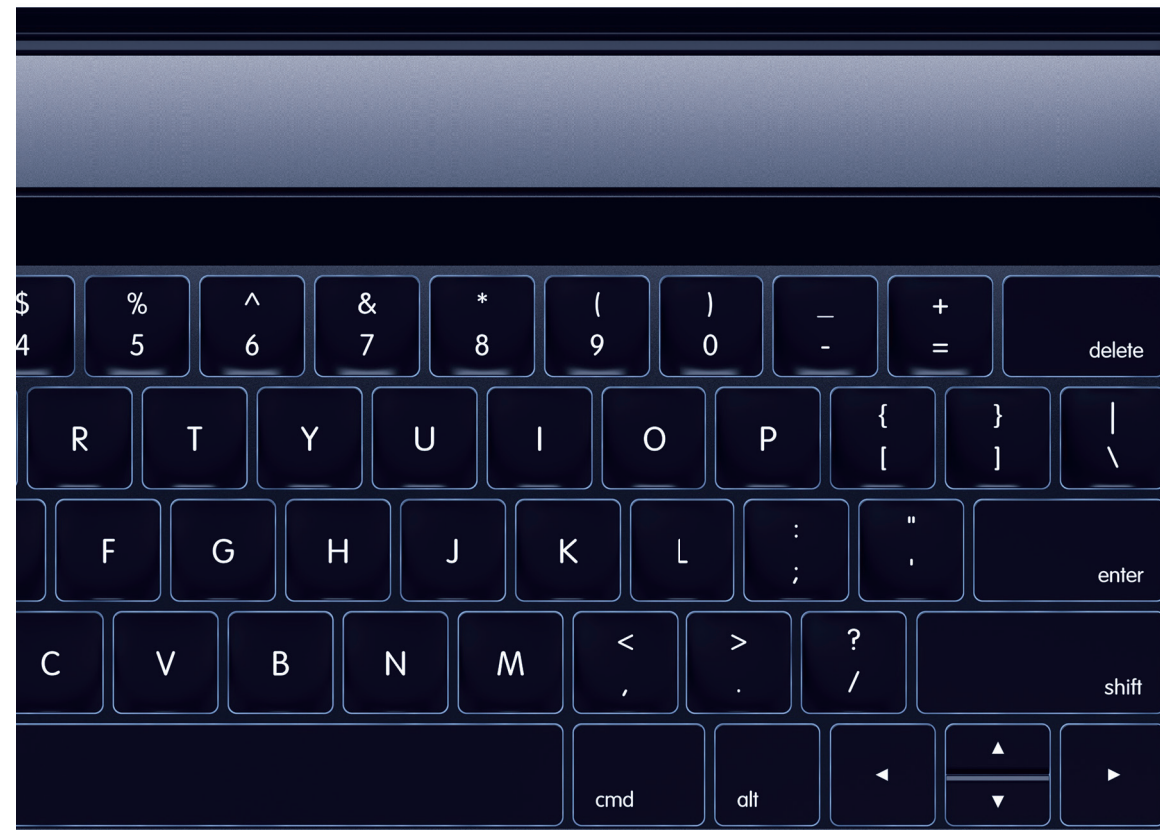 $ % ^ & * ( ) _ +
4 5 6 7 8 9 0 - = delete
R T Y U I O P { } |
[ ] \
F G H J K L : "
; ' enter
C V B N M < > ?
, . / shift
cmd alt ◄ ▲ ►
▼